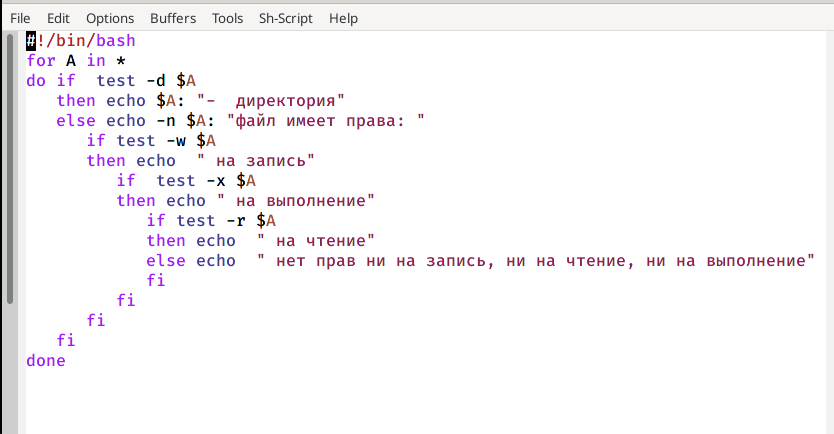 File Edit Options Buffers Tools Sh-Script Help
#!/bin/bash
for A in *
do if  test -d $A
   then echo $A: "-  директория"
   else echo -n $A: "файл имеет права: "
      if test -w $A
      then echo  " на запись"
         if  test -x $A
         then echo " на выполнение"
            if test -r $A
            then echo  " на чтение"
            else echo  " нет прав ни на запись, ни на чтение, ни на выполнение"
            fi
         fi
      fi
   fi
done